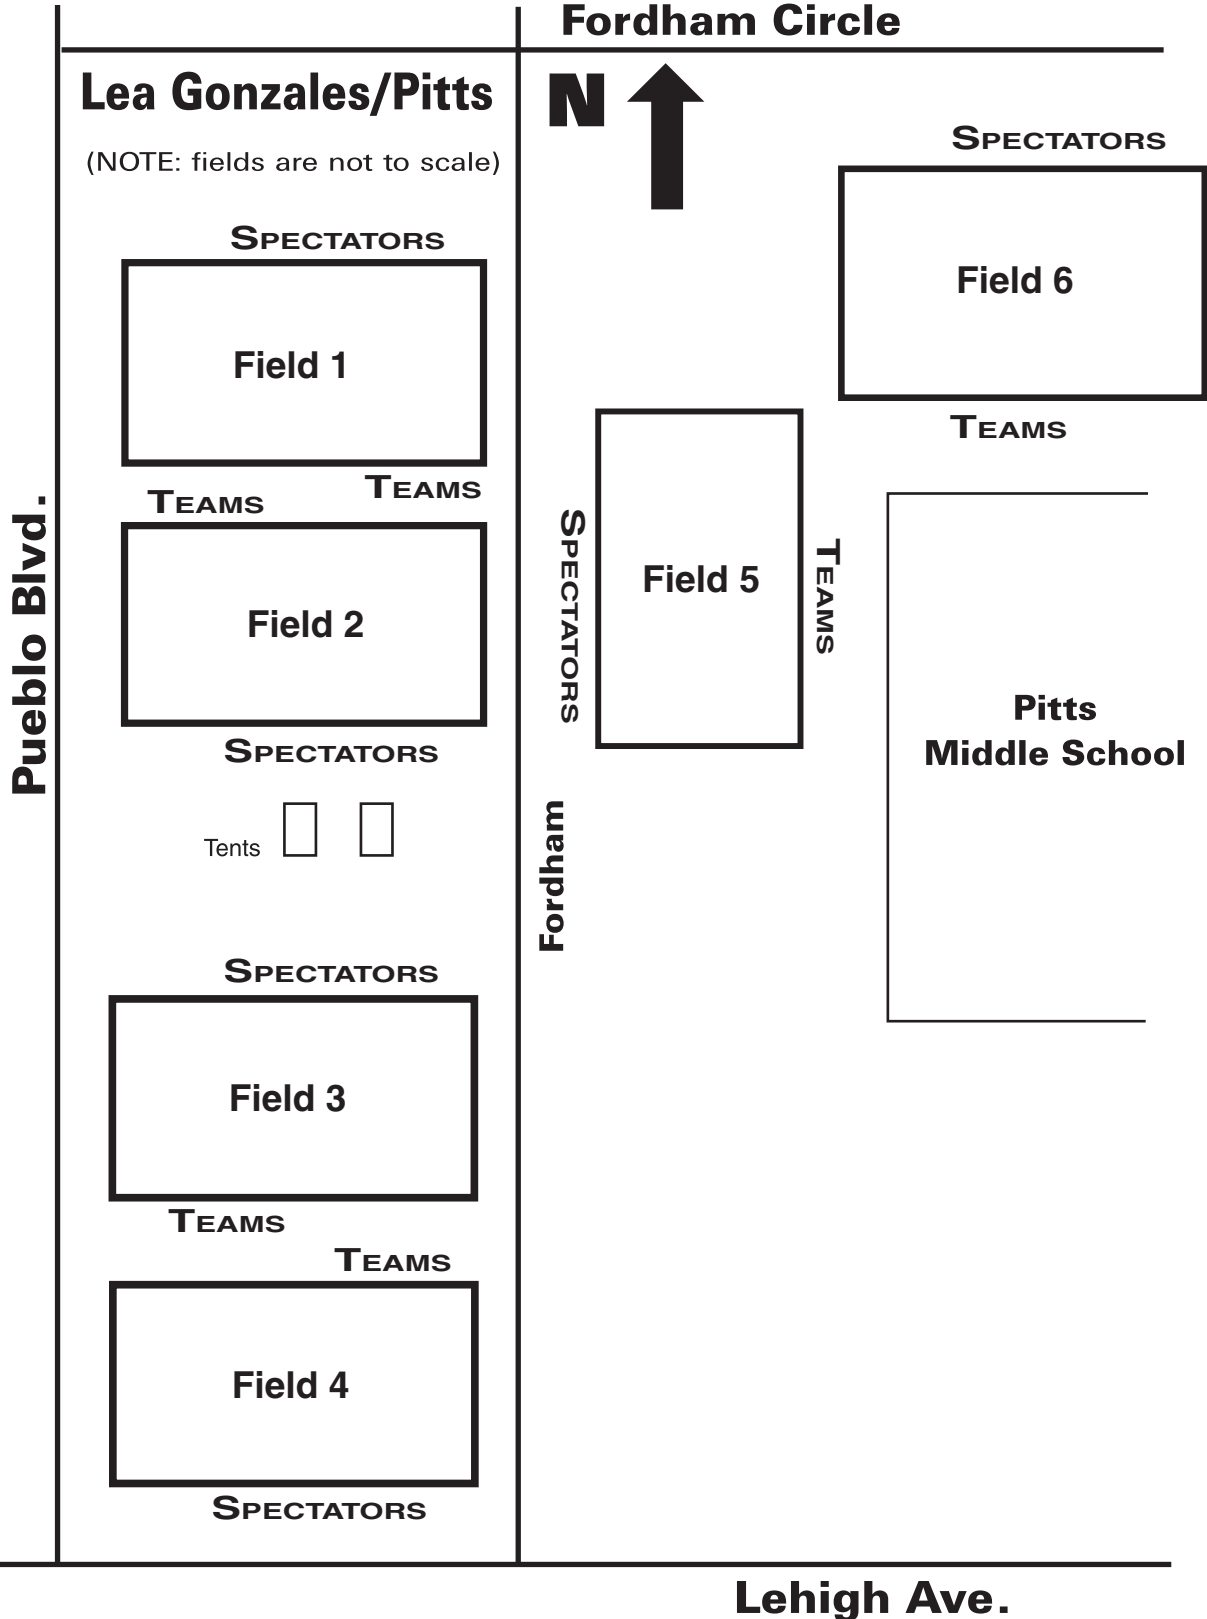 Fordham Circle
Lea Gonzales/Pitts
N
(NOTE: fields are not to scale)
SPECTATORS
Field 6
TEAMS
SPECTATORS
Field 1
TEAMS
TEAMS
Field 2
SPECTATORS
Pueblo Blvd.
SPECTATORS
Field 5
TEAMS
Pitts
Middle School
Tents
Fordham
SPECTATORS
Field 3
TEAMS
TEAMS
Field 4
SPECTATORS
Lehigh Ave.